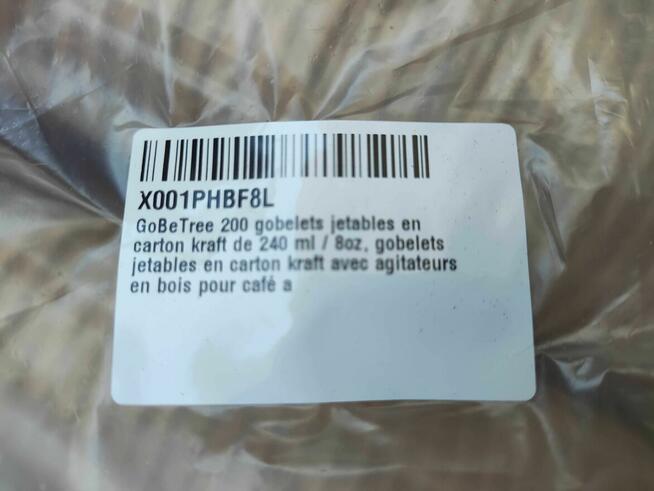 X001PHBF8L
GoBeTree 200 gobelets jetables en
carton kraft de 240 ml / 8oz, gobelets
jetables en carton kraft avec agitateurs
en bois pour café a